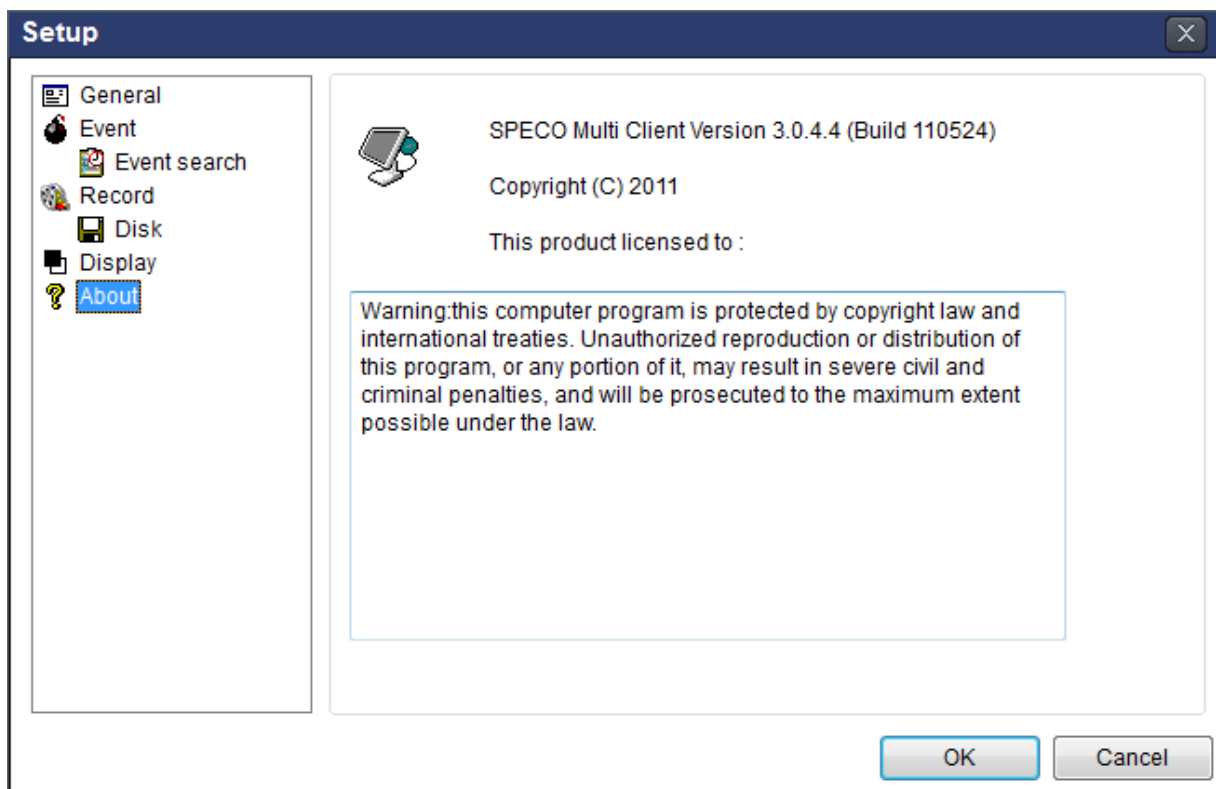 Setup
General
Event
Event search
Record
Disk
Display
About
SPECO Multi Client Version 3.0.4.4 (Build 110524)
Copyright (C) 2011
This product licensed to :
Warning:this computer program is protected by copyright law and
international treaties. Unauthorized reproduction or distribution of
this program, or any portion of it, may result in severe civil and
criminal penalties, and will be prosecuted to the maximum extent
possible under the law.
OK
Cancel